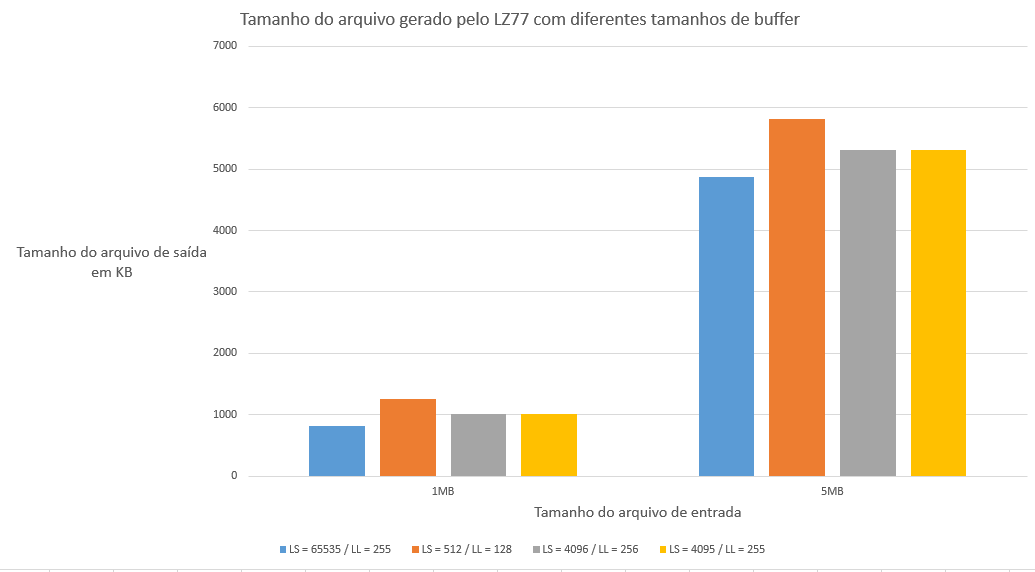 Tamanho do arquivo gerado pelo LZ77 com diferentes tamanhos de buffer
7000
6000
5000
4000
3000
2000
1000
0
Tamanho do arquivo de saída
em KB
1MB
5MB
Tamanho do arquivo de entrada
LS = 65535 / LL = 255
LS = 512 / LL = 128
LS = 4096 / LL = 256
LS = 4095 / LL = 255